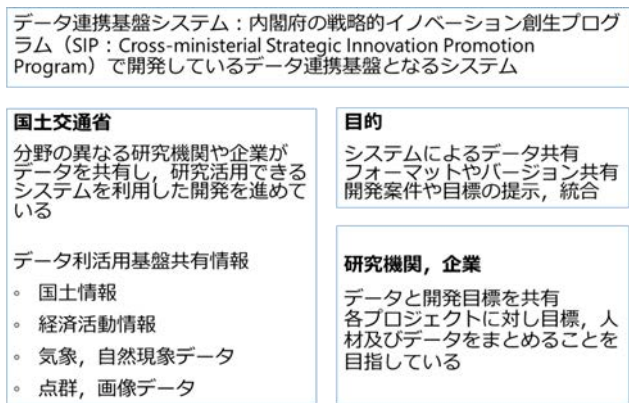 データ連携基盤システム：内閣府の戦略的イノベーション創生プログ
ラム（SIP：Cross-ministerial Strategic Innovation Promotion
Program）で開発しているデータ連携基盤となるシステム
国土交通省
分野の異なる研究機関や企業が
データを共有し，研究活用できる
システムを利用した開発を進めて
いる
データ利活用基盤共有情報
◦ 国土情報
◦ 経済活動情報
◦ 気象，自然現象データ
◦ 点群，画像データ
目的
システムによるデータ共有
フォーマットやバージョン共有
開発案件や目標の提示，統合
研究機関，企業
データと開発目標を共有
各プロジェクトに対し目標，人
材及びデータをまとめることを
目指している